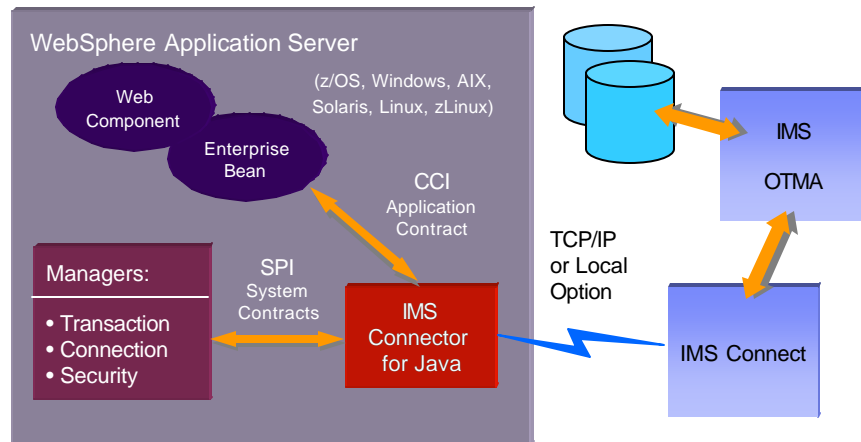 WebSphere Application Server
(z/OS, Windows, AIX,
Solaris, Linux, zLinux)
Web
Component
Enterprise
Bean
CCI
Application
Contract
SPI
System
Contracts
Managers:
• Transaction
• Connection
• Security
IMS
Connector
for Java
TCP/IP
or Local
Option
IMS
OTMA
IMS Connect